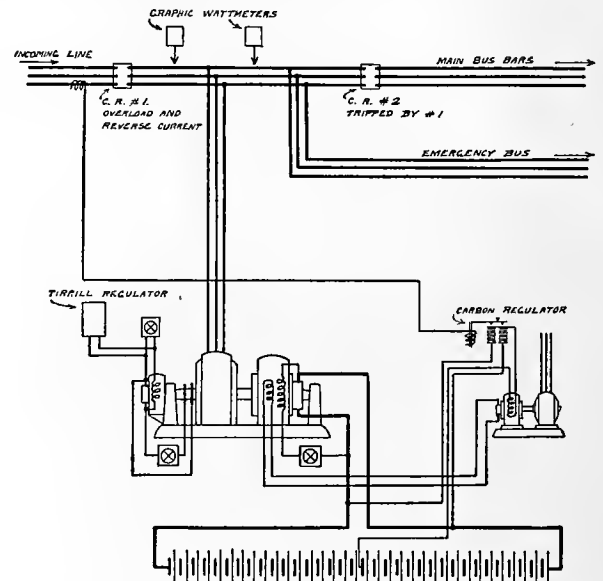 GRAPHIC WATTMETERS
INCOMING LINE
MAIN BUS BARS
C. R. #1.
OVERLOAD AND
REVERSE CURRENT
C. R. #2
TRIPPED BY #1
EMERGENCY BUS
TIRRILL REGULATOR
CARBON REGULATOR